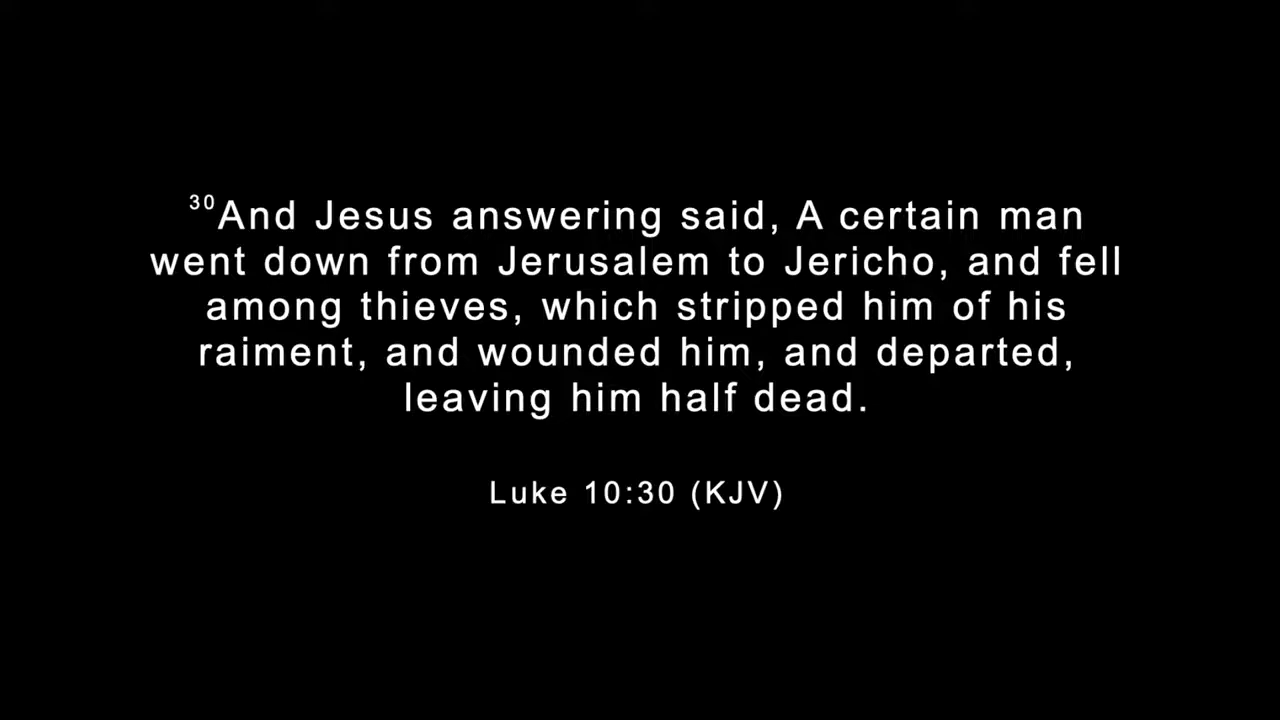 30And Jesus answering said, A certain man
went down from Jerusalem to Jericho, and fell
among thieves, which stripped him of his
raiment, and wounded him, and departed,
leaving him half dead.
Luke 10:30 (KJV)